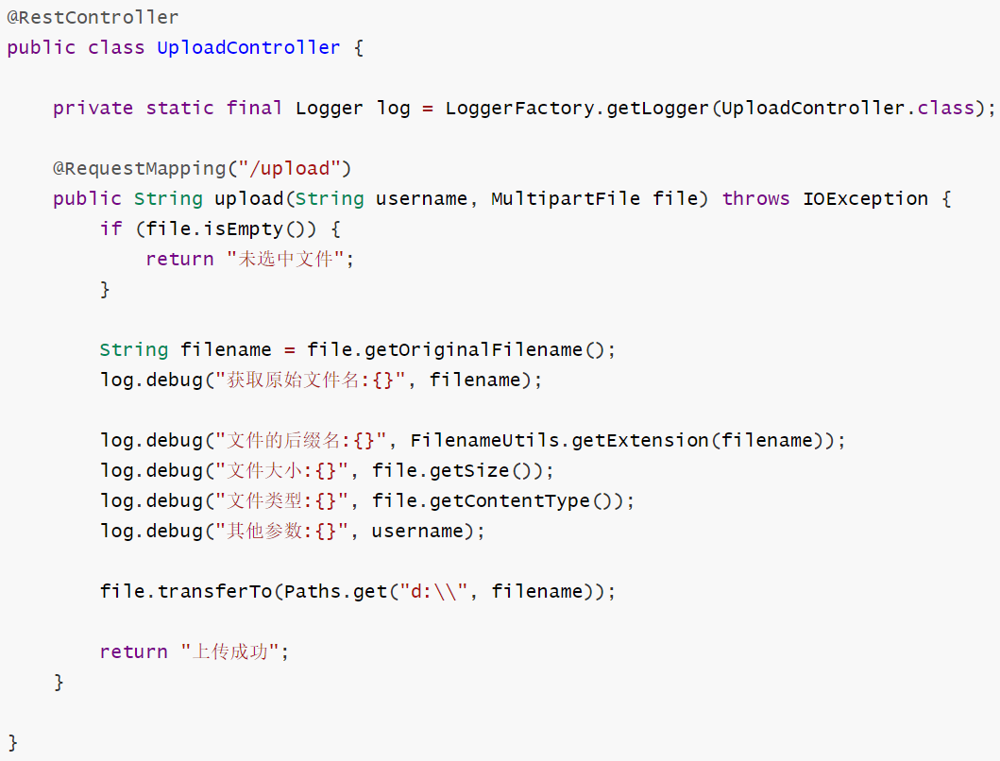 @RestController
public class UploadController {
    private static final Logger log = LoggerFactory.getLogger(UploadController.class);
    @RequestMapping("/upload")
    public String upload(String username, MultipartFile file) throws IOException {
        if (file.isEmpty()) {
            return "未选中文件";
        }
        String filename = file.getOriginalFilename();
        log.debug("获取原始文件名:{}", filename);
        log.debug("文件的后缀名:{}", FilenameUtils.getExtension(filename));
        log.debug("文件大小:{}", file.getSize());
        log.debug("文件类型:{}", file.getContentType());
        log.debug("其他参数:{}", username);
        file.transferTo(Paths.get("d:\\", filename));
        return "上传成功";
    }
}